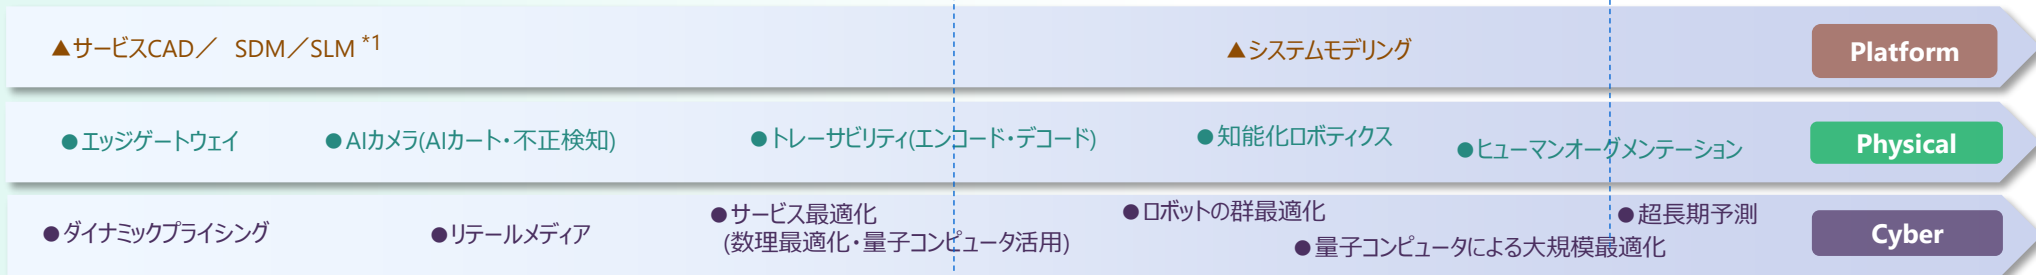 ▲サービスCAD／ SDM／SLM *1 ▲システムモデリング Platform
●エッジゲートウェイ ●AIカメラ(AIカート・不正検知) ●トレーサビリティ(エンコード・デコード) ●知能化ロボティクス ●ヒューマンオーグメンテーション Physical
●ダイナミックプライシング ●リテールメディア ●サービス最適化
(数理最適化・量子コンピュータ活用) ●ロボットの群最適化 ●量子コンピュータによる大規模最適化 ●超長期予測 Cyber